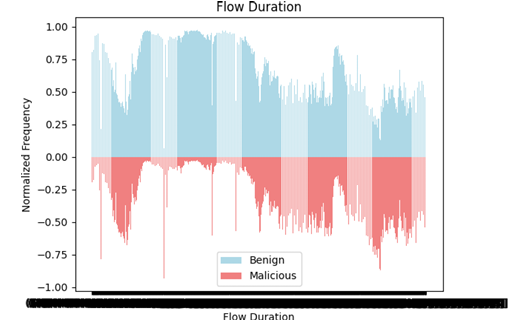 Flow Duration
1.00
0.75
0.50
0.25
0.00
−0.25
−0.50
−0.75
−1.00
Normalized Frequency
Benign
Malicious
Flow Duration